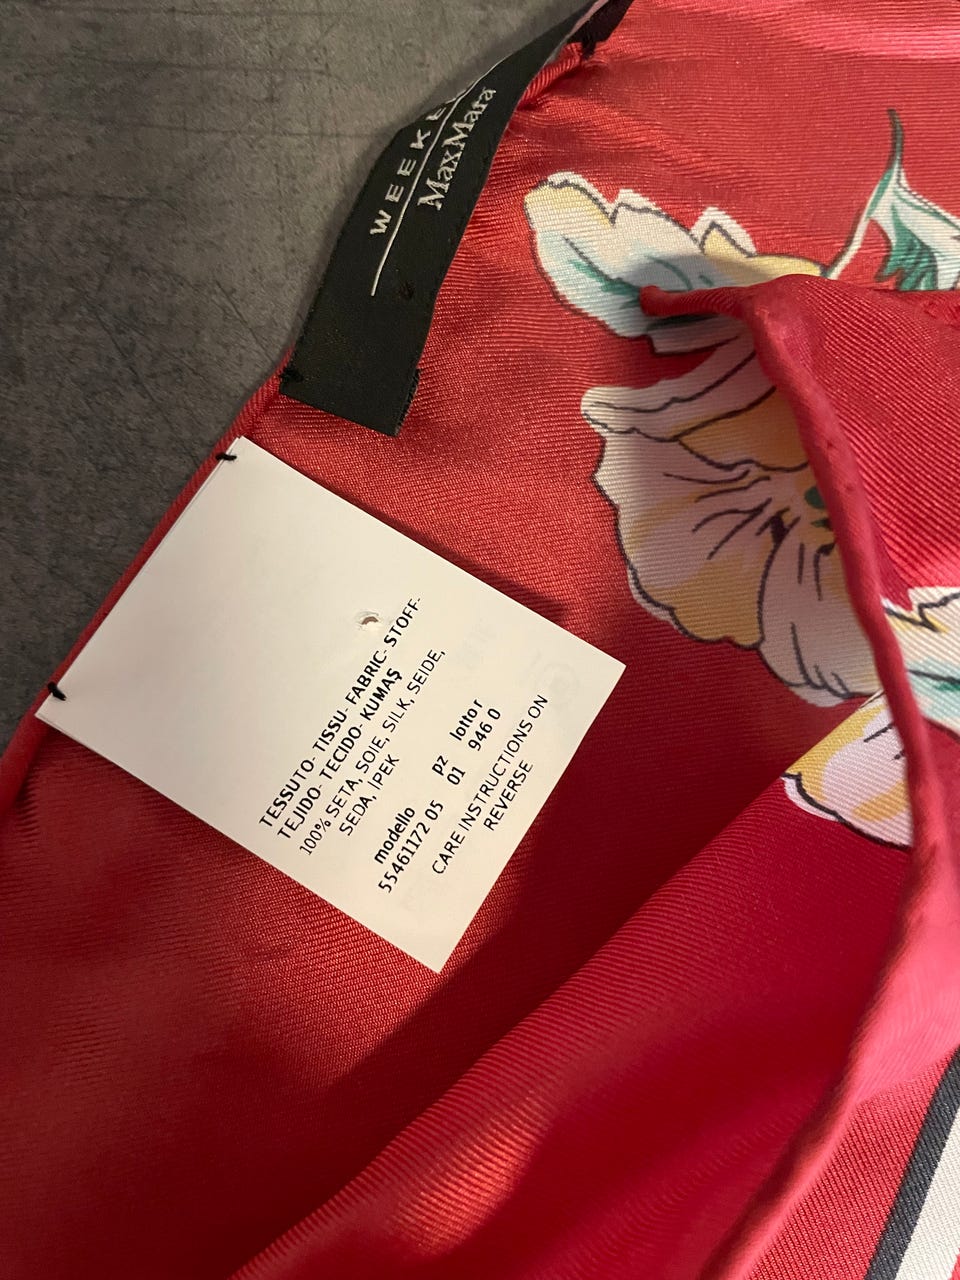 WEEKE
MaxMara
TESSUTO- TISSU- FABRIC- STOFF-
TEJIDO- TECIDO- KUMAŞ
100% SETA, SOIE, SILK, SEIDE,
SEDA, İPEK
modello pz lotto r
55461172 05 01 946 0
CARE INSTRUCTIONS ON
REVERSE